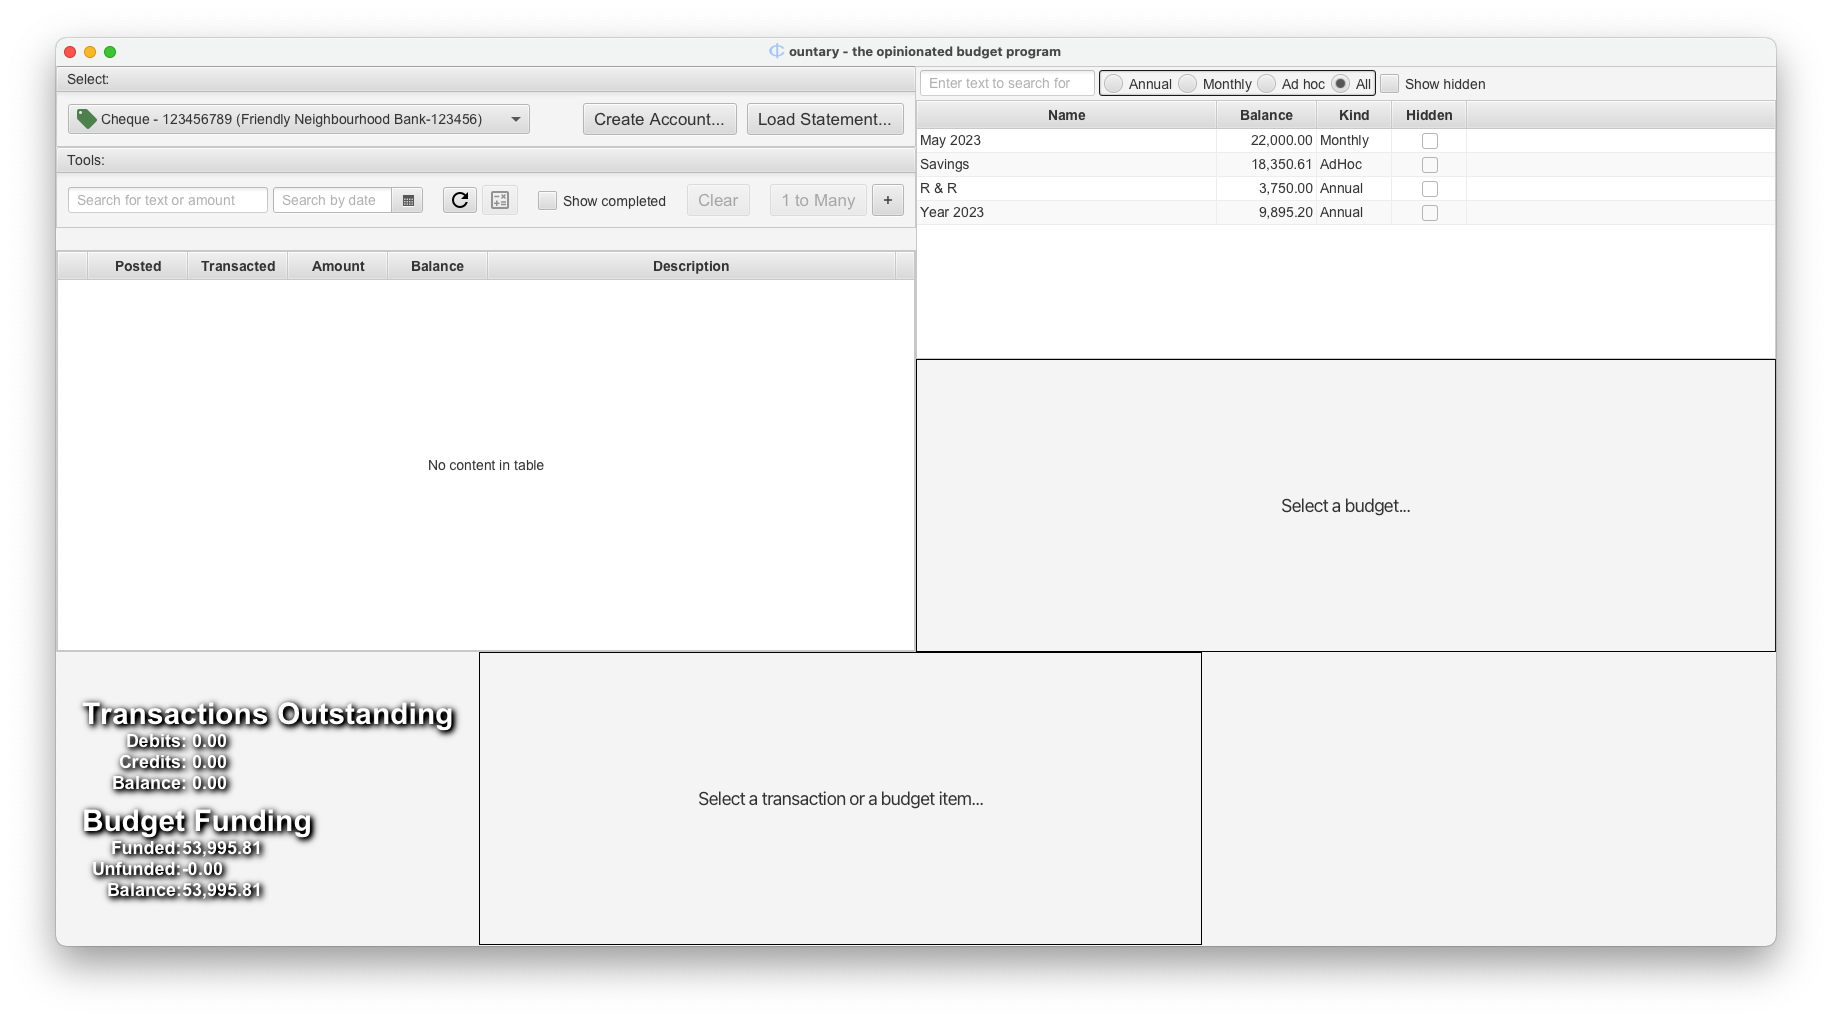 ountary - the opinionated budget program
Select:
Cheque - 123456789 (Friendly Neighbourhood Bank-123456)
Create Account...
Load Statement...
Tools:
Search for text or amount
Search by date
Show completed
Clear
1 to Many
+
Posted Transacted Amount Balance Description
No content in table
Enter text to search for
Annual Monthly Ad hoc All Show hidden
Name Balance Kind Hidden
May 2023 22,000.00 Monthly
Savings 18,350.61 AdHoc
R & R 3,750.00 Annual
Year 2023 9,895.20 Annual
Select a budget...
Transactions Outstanding
Debits: 0.00
Credits: 0.00
Balance: 0.00
Budget Funding
Funded:53,995.81
Unfunded:-0.00
Balance:53,995.81
Select a transaction or a budget item...